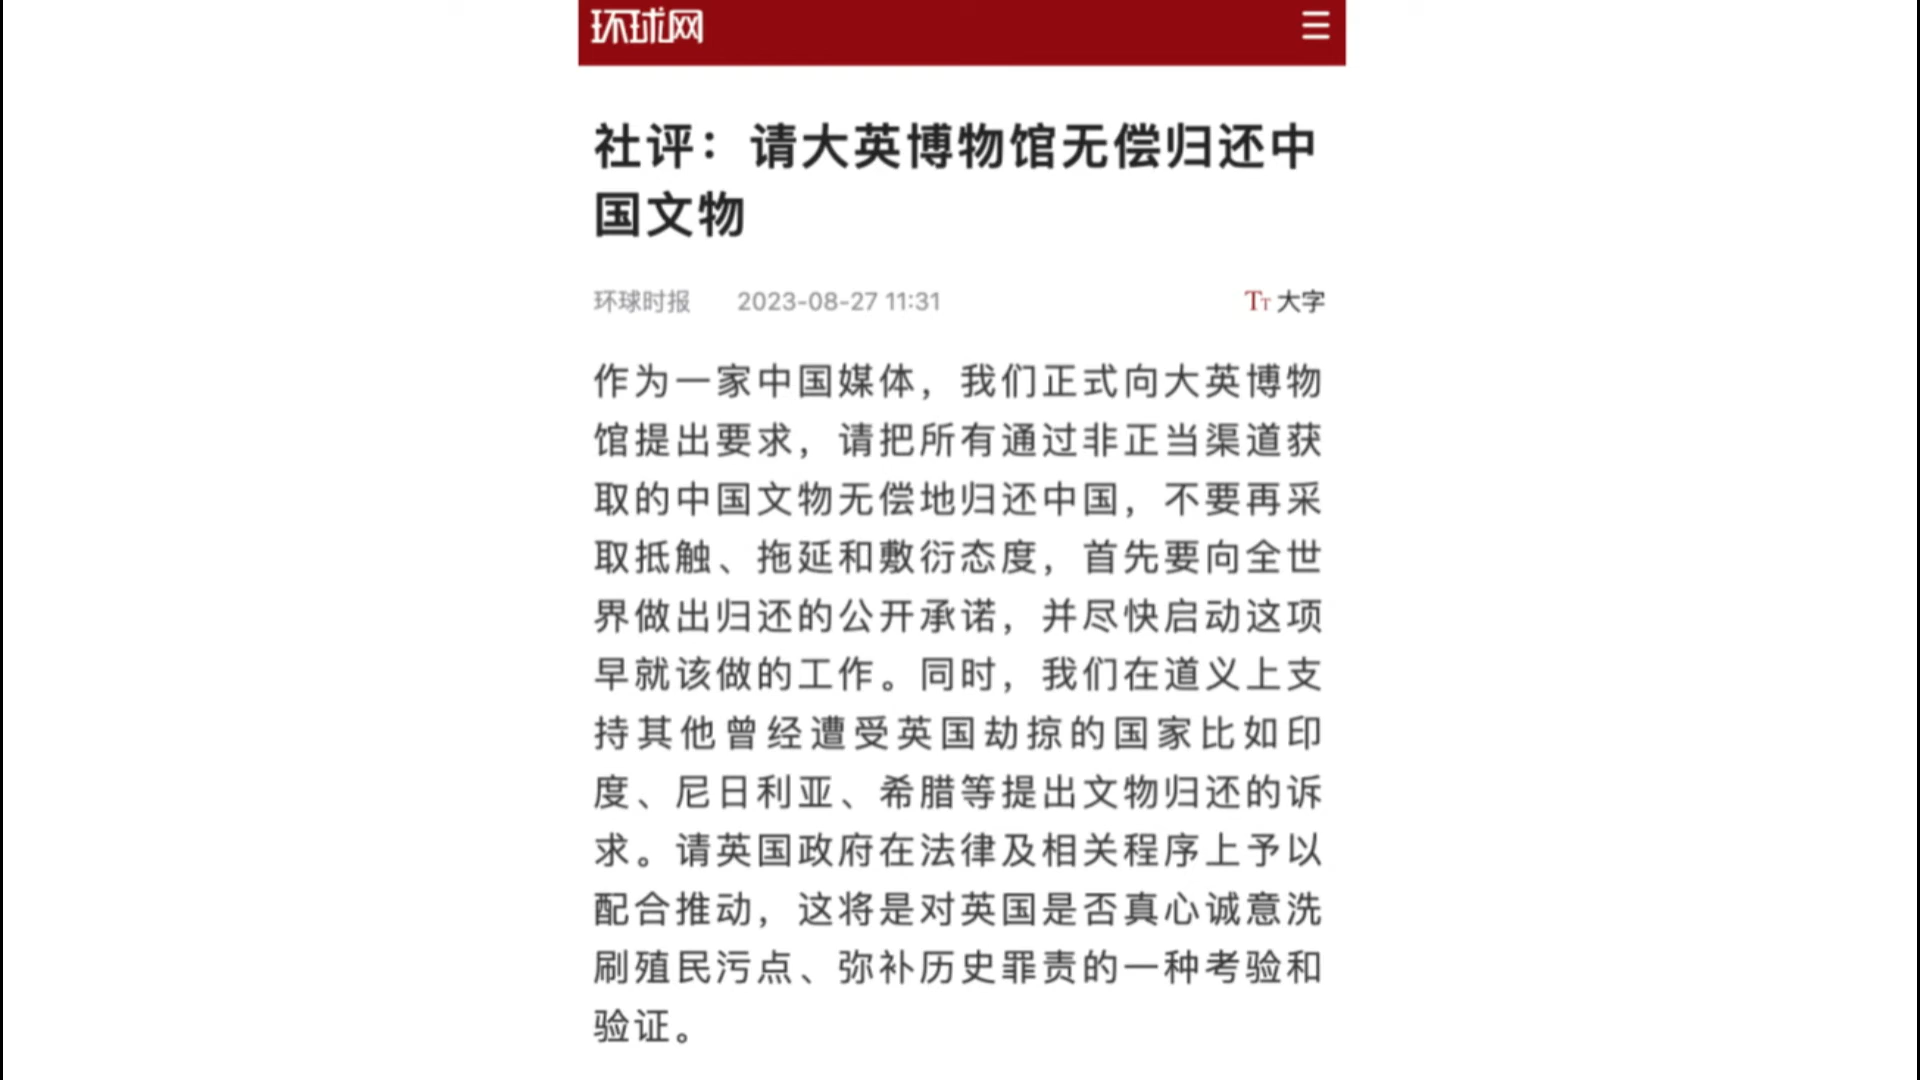 环球网
社评：请大英博物馆无偿归还中
国文物
环球时报 2023-08-27 11:31 TT 大字
作为一家中国媒体，我们正式向大英博物
馆提出要求，请把所有通过非正当渠道获
取的中国文物无偿地归还中国，不要再采
取抵触、拖延和敷衍态度，首先要向全世
界做出归还的公开承诺，并尽快启动这项
早就该做的工作。同时，我们在道义上支
持其他曾经遭受英国劫掠的国家比如印
度、尼日利亚、希腊等提出文物归还的诉
求。请英国政府在法律及相关程序上予以
配合推动，这将是对英国是否真心诚意洗
刷殖民污点、弥补历史罪责的一种考验和
验证。